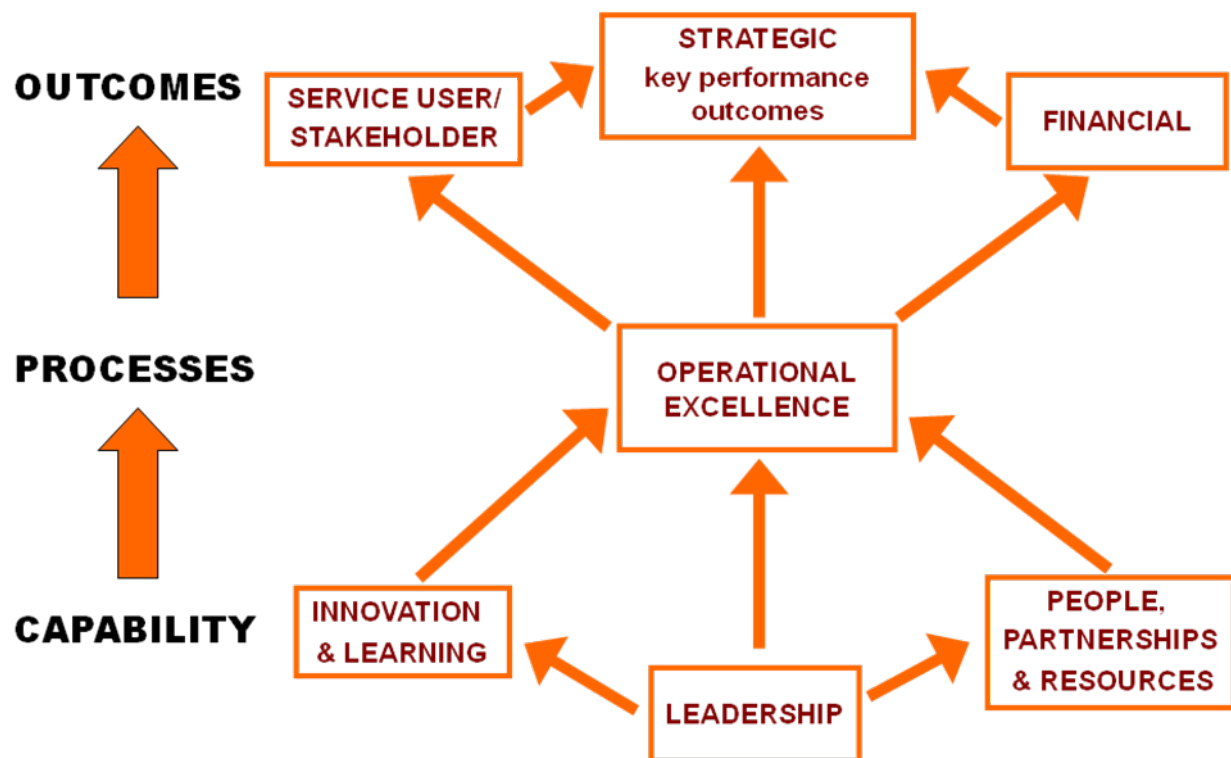 OUTCOMES
SERVICE USER/
STAKEHOLDER
STRATEGIC
key performance
outcomes
FINANCIAL
PROCESSES
OPERATIONAL
EXCELLENCE
CAPABILITY
INNOVATION
& LEARNING
LEADERSHIP
PEOPLE,
PARTNERSHIPS
& RESOURCES